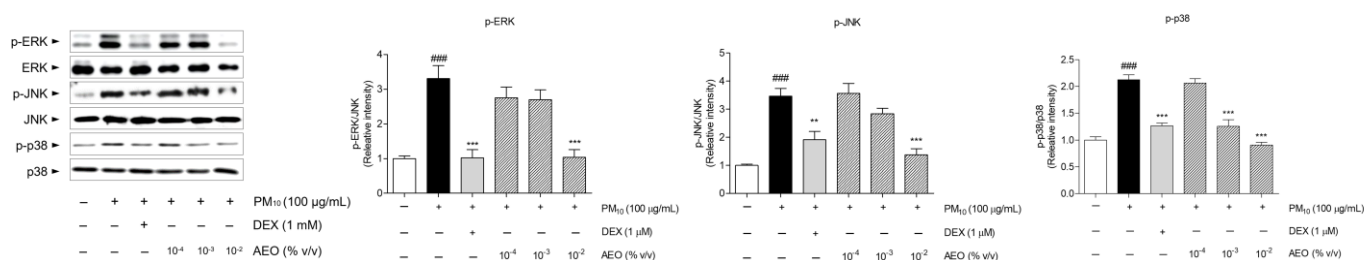 p-ERK ►
ERK ►
p-JNK ►
JNK ►
p-p38 ►
p38 ►
– + + + + + PM₁₀ (100 µg/mL)
– – + – – – DEX (1 mM)
– – – 10⁻⁴ 10⁻³ 10⁻² AEO (% v/v)
p-ERK
p-ERK/JNK
(Releative intensity)
5
4
3
2
1
0
###
***
***
– + + + + + PM₁₀ (100 µg/mL)
– – + – – – DEX (1 µM)
– – – 10⁻⁴ 10⁻³ 10⁻² AEO (% v/v)
p-JNK
p-JNK/JNK
(Releative intensity)
5
4
3
2
1
0
###
**
***
– + + + + + PM₁₀ (100 µg/mL)
– – + – – – DEX (1 µM)
– – – 10⁻⁴ 10⁻³ 10⁻² AEO (% v/v)
p-p38
p-p38/p38
(Releative intensity)
2.5
2.0
1.5
1.0
0.5
0.0
###
***
***
***
– + + + + + PM₁₀ (100 µg/mL)
– – + – – – DEX (1 µM)
– – – 10⁻⁴ 10⁻³ 10⁻² AEO (% v/v)